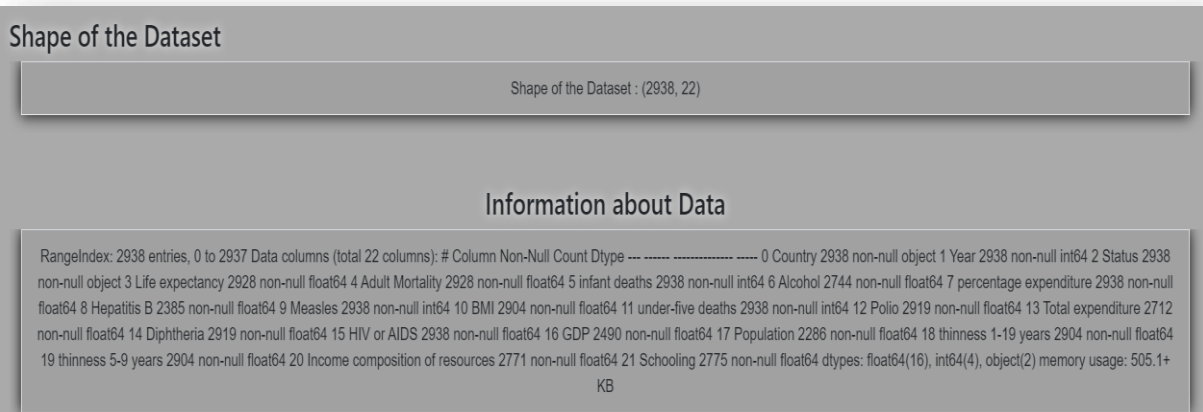 Shape of the Dataset
Shape of the Dataset : (2938, 22)
Information about Data
RangeIndex: 2938 entries, 0 to 2937 Data columns (total 22 columns): # Column Non-Null Count Dtype --- ------ -------------- ----- 0 Country 2938 non-null object 1 Year 2938 non-null int64 2 Status 2938
non-null object 3 Life expectancy 2928 non-null float64 4 Adult Mortality 2928 non-null float64 5 infant deaths 2938 non-null int64 6 Alcohol 2744 non-null float64 7 percentage expenditure 2938 non-null
float64 8 Hepatitis B 2385 non-null float64 9 Measles 2938 non-null int64 10 BMI 2904 non-null float64 11 under-five deaths 2938 non-null int64 12 Polio 2919 non-null float64 13 Total expenditure 2712
non-null float64 14 Diphtheria 2919 non-null float64 15 HIV or AIDS 2938 non-null float64 16 GDP 2490 non-null float64 17 Population 2286 non-null float64 18 thinness 1-19 years 2904 non-null float64
19 thinness 5-9 years 2904 non-null float64 20 Income composition of resources 2771 non-null float64 21 Schooling 2775 non-null float64 dtypes: float64(16), int64(4), object(2) memory usage: 505.1+
KB